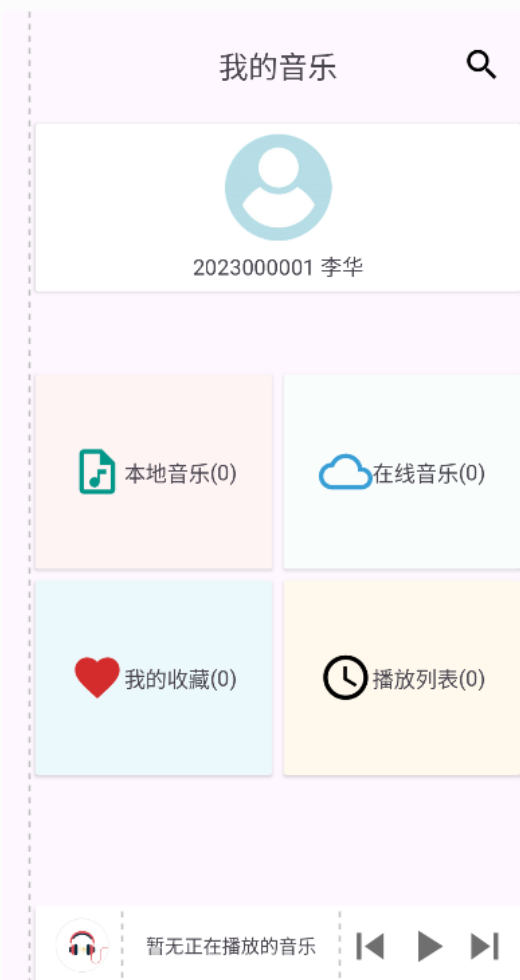 我的音乐
2023000001 李华
本地音乐(0)
在线音乐(0)
我的收藏(0)
播放列表(0)
暂无正在播放的音乐